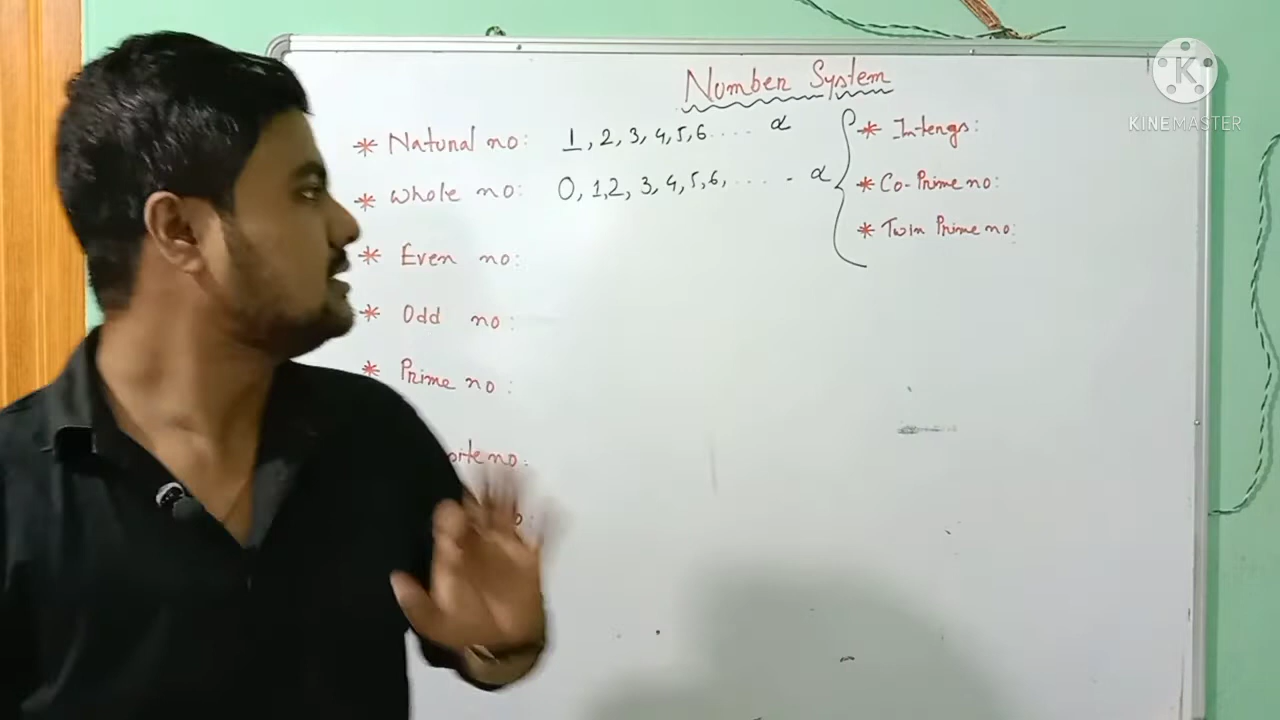 Number System
* Natural no: 1, 2, 3, 4, 5, 6 .... α
* Whole no: 0, 1, 2, 3, 4, 5, 6, .... - α
* Even no:
* Odd no:
* Prime no:
no:
* Intengs:
* Co-Prime no:
* Twin Prime no:
K
KINEMASTER